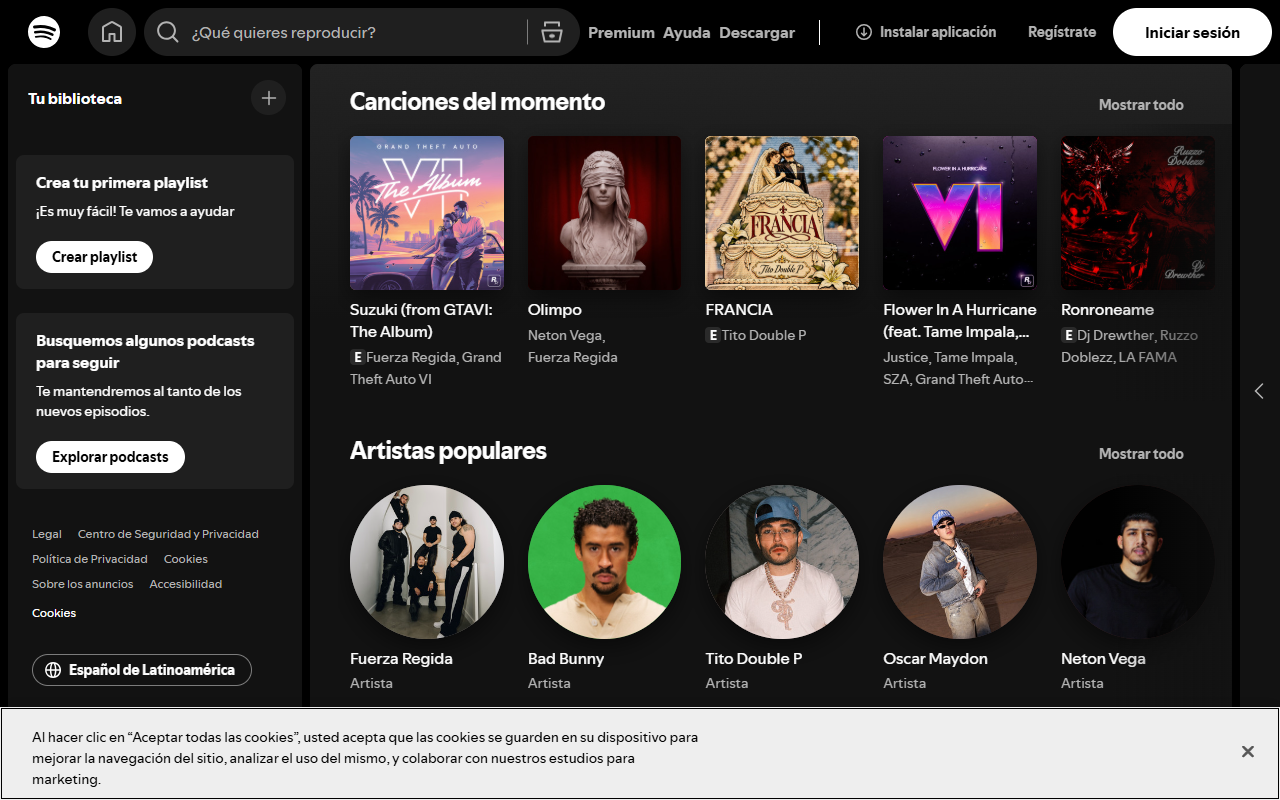 ¿Qué quieres reproducir?
Premium Ayuda Descargar
Instalar aplicación
Regístrate
Iniciar sesión
Tu biblioteca
Crea tu primera playlist
¡Es muy fácil! Te vamos a ayudar
Crear playlist
Busquemos algunos podcasts
para seguir
Te mantendremos al tanto de los
nuevos episodios.
Explorar podcasts
Legal
Centro de Seguridad y Privacidad
Política de Privacidad
Cookies
Sobre los anuncios
Accesibilidad
Cookies
Español de Latinoamérica
Canciones del momento
Mostrar todo
GRAND THEFT AUTO
VI
The Album
FRANCIA
Tito Double P
FLOWER IN A HURRICANE
VI
Ruzzo
Doblezz
Dj
Drewther
Suzuki (from GTAVI:
The Album)
E Fuerza Regida, Grand
Theft Auto VI
Olimpo
Neton Vega,
Fuerza Regida
FRANCIA
E Tito Double P
Flower In A Hurricane
(feat. Tame Impala,...
Justice, Tame Impala,
SZA, Grand Theft Auto...
Ronroneame
E Dj Drewther, Ruzzo
Doblezz, LA FAMA
Artistas populares
Mostrar todo
Fuerza Regida
Artista
Bad Bunny
Artista
Tito Double P
Artista
Oscar Maydon
Artista
Neton Vega
Artista
Al hacer clic en “Aceptar todas las cookies”, usted acepta que las cookies se guarden en su dispositivo para
mejorar la navegación del sitio, analizar el uso del mismo, y colaborar con nuestros estudios para
marketing.